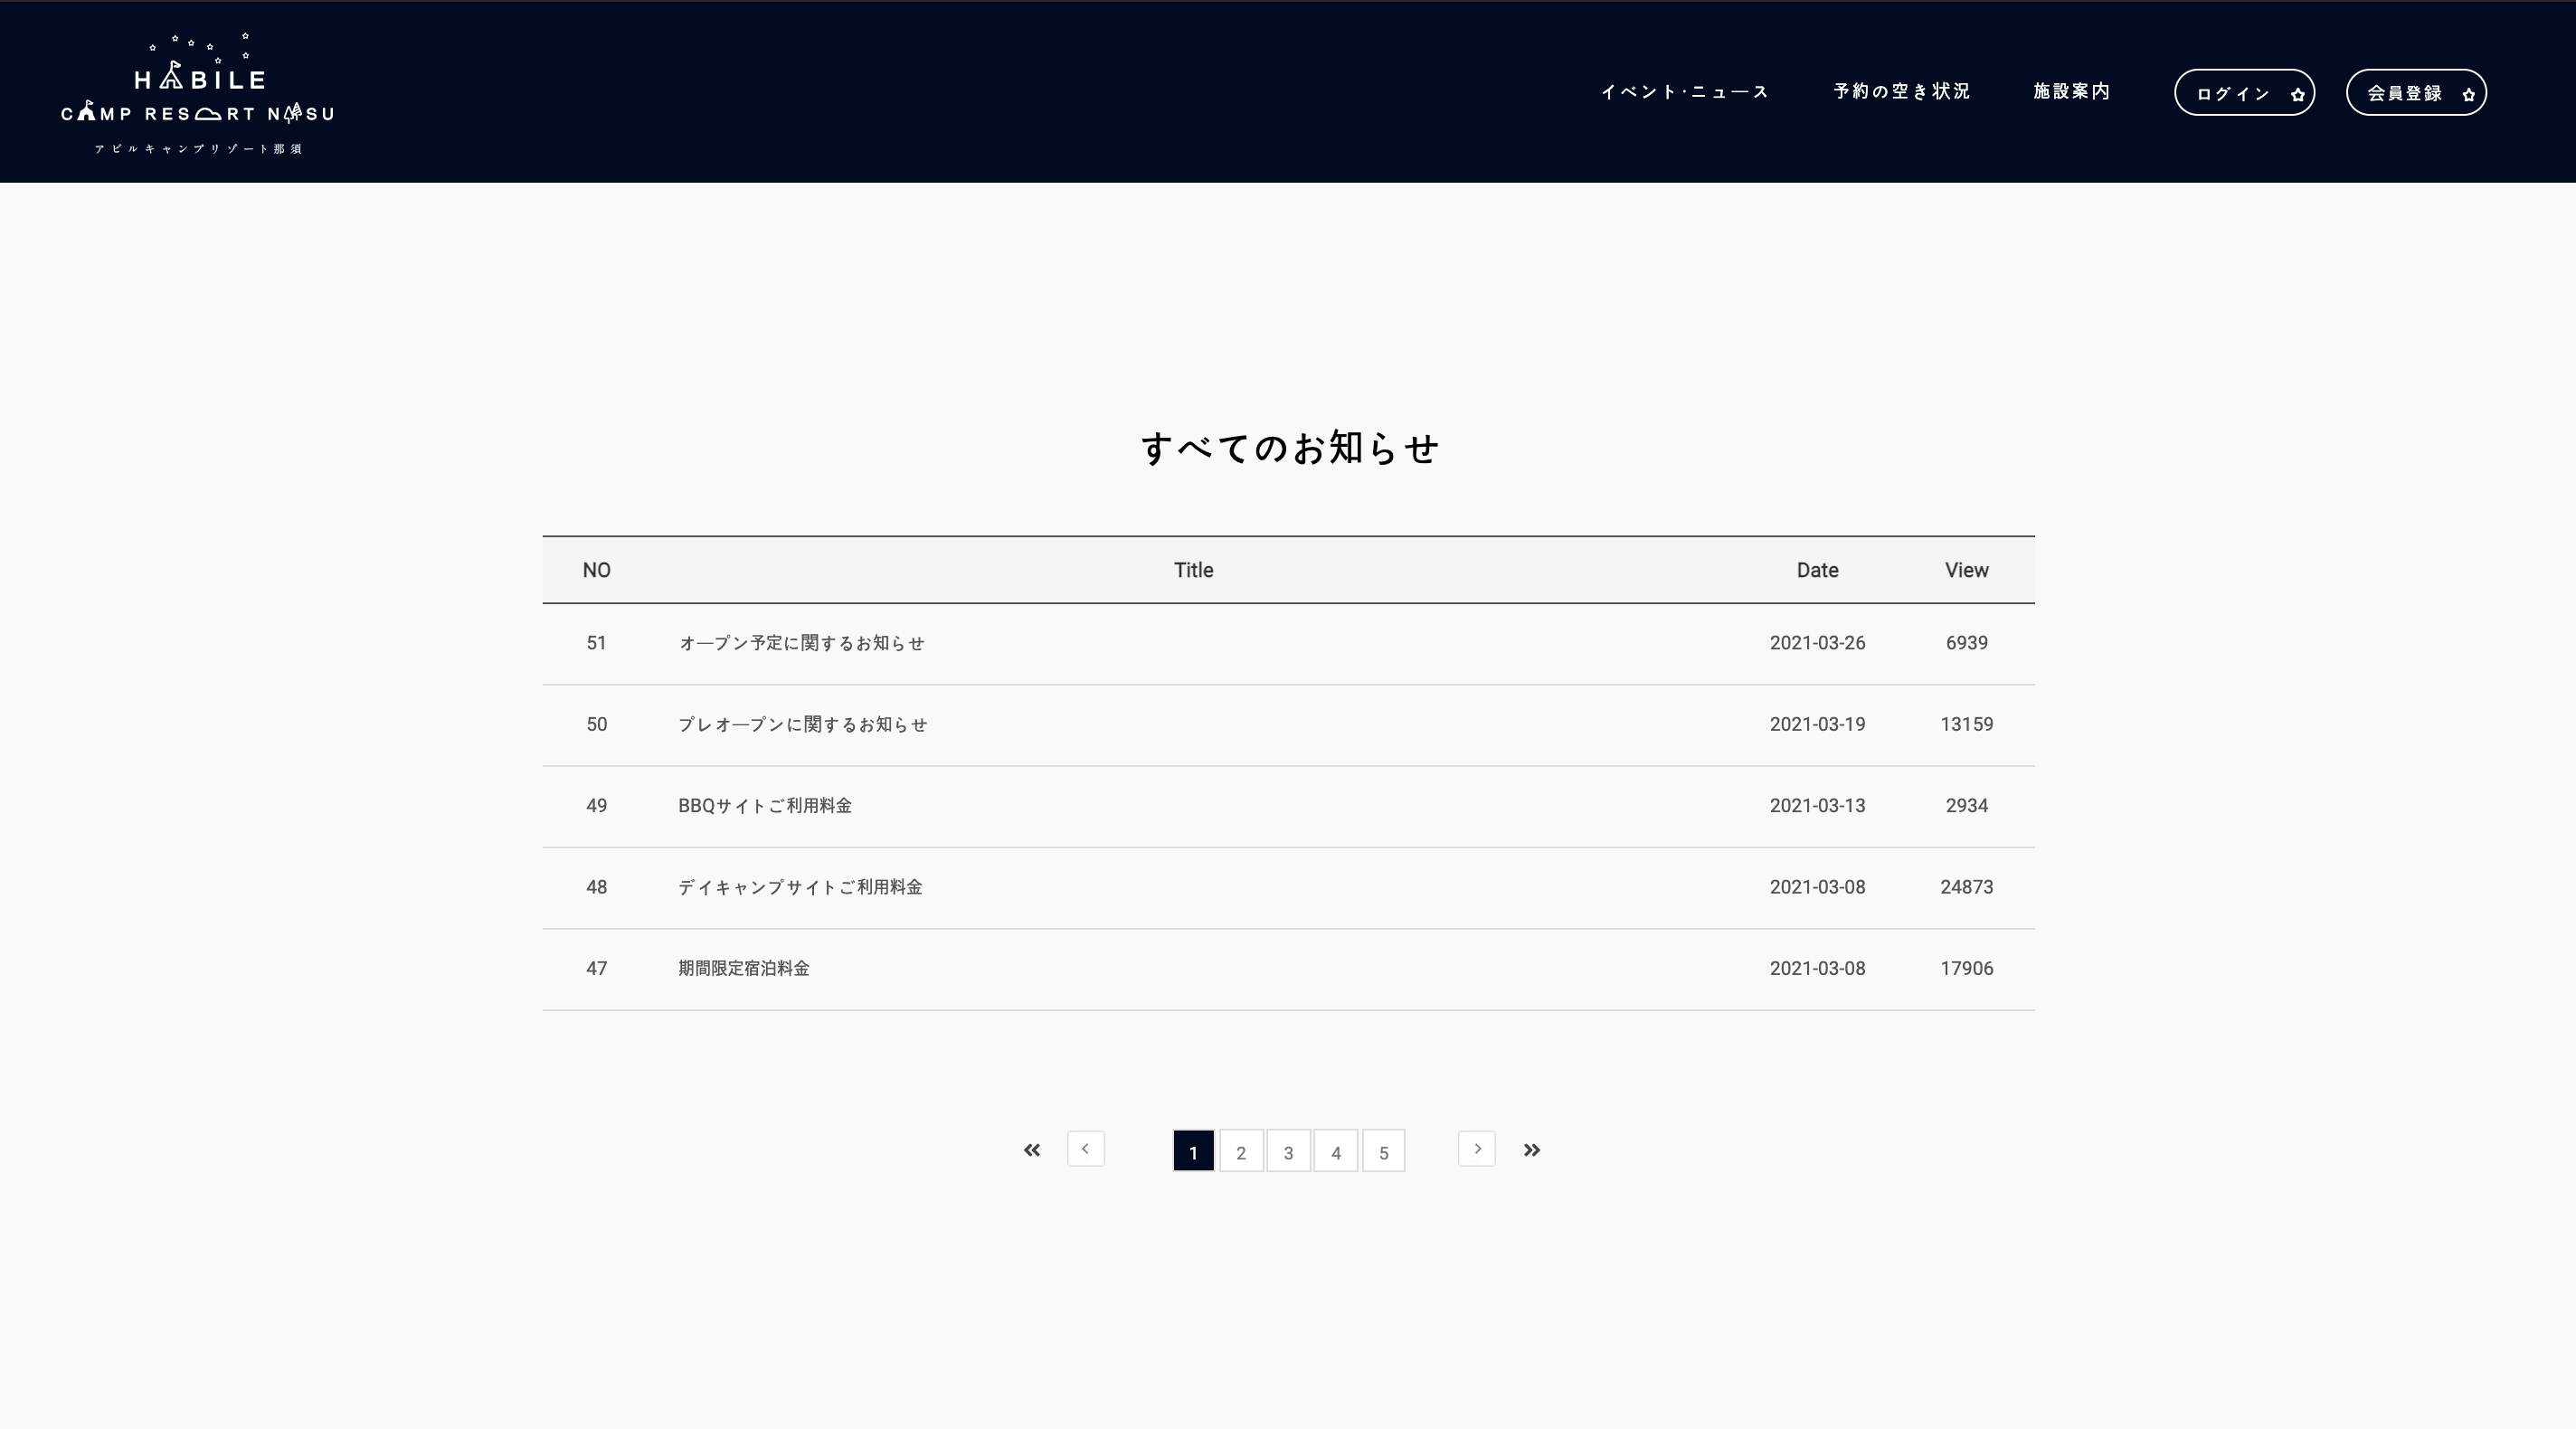 HABILE
CAMP RESORT NASU
アビルキャンプリゾート那須
イベント·ニュース 予約の空き状況 施設案内 ログイン 会員登録
すべてのお知らせ
NO Title Date View
51 オープン予定に関するお知らせ 2021-03-26 6939
50 プレオープンに関するお知らせ 2021-03-19 13159
49 BBQサイトご利用料金 2021-03-13 2934
48 デイキャンプサイトご利用料金 2021-03-08 24873
47 期間限定宿泊料金 2021-03-08 17906
« < 1 2 3 4 5 > »